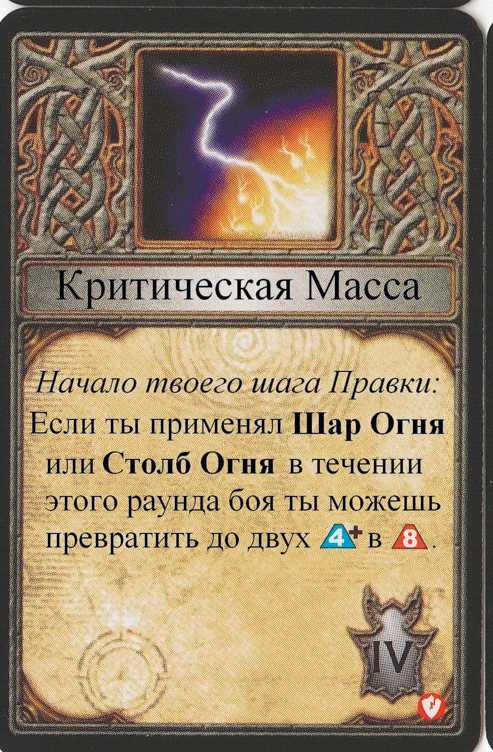 Критическая Масса
Начало твоего шага Правки:
Если ты применял Шар Огня
или Столб Огня в течении
этого раунда боя ты можешь
превратить до двух 4+ в 8.
IV